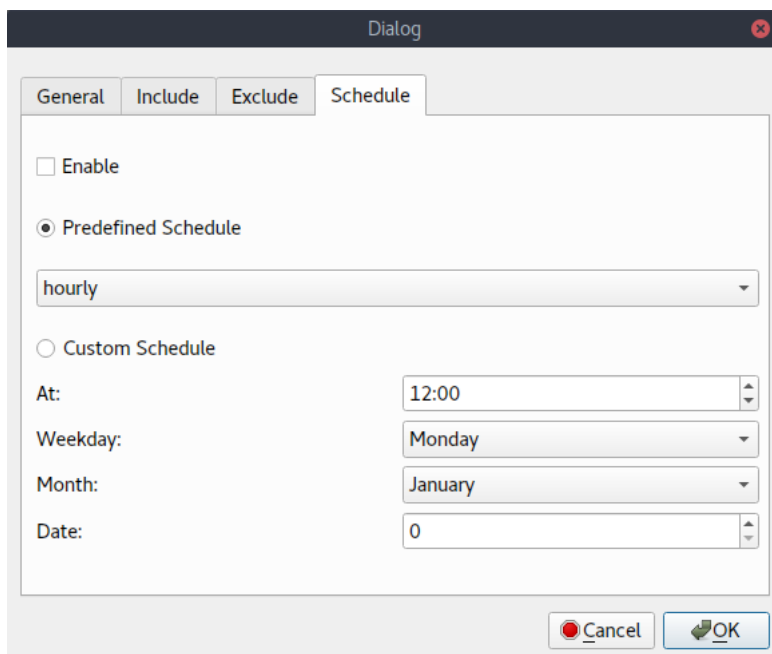 Dialog
General Include Exclude Schedule
Enable
Predefined Schedule
hourly
Custom Schedule
At: 12:00
Weekday: Monday
Month: January
Date: 0
Cancel OK